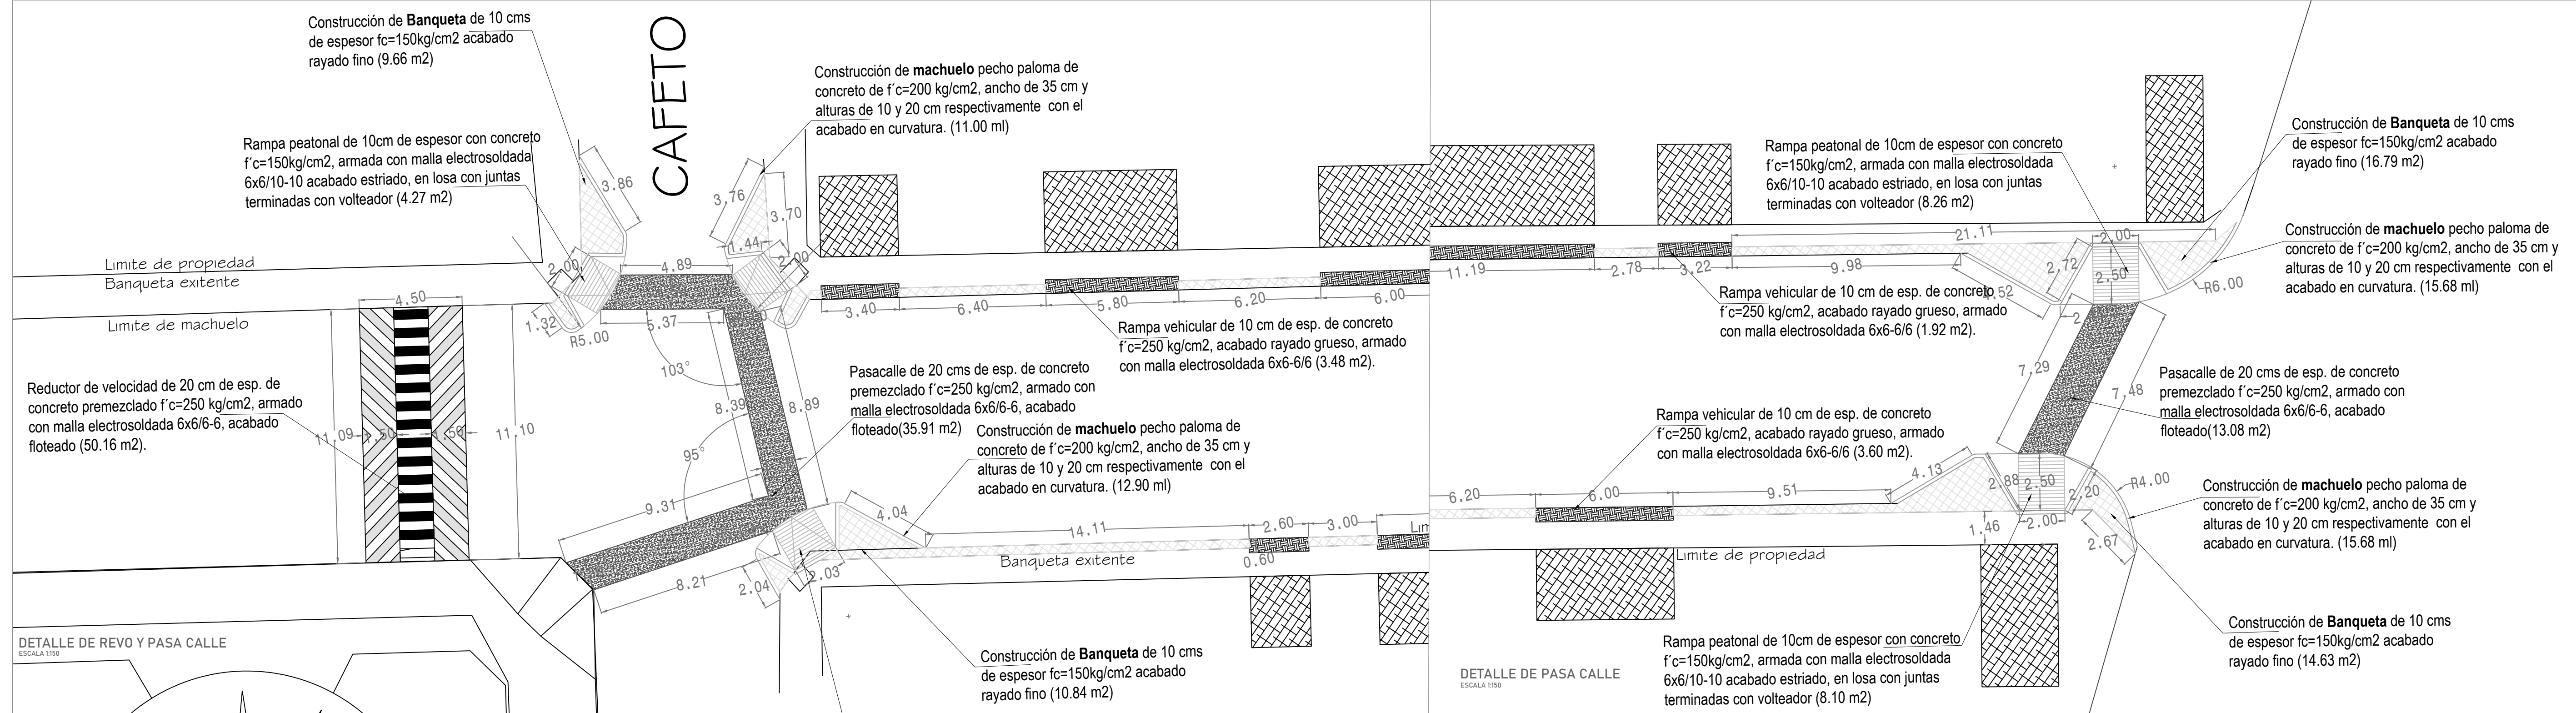 Construcción de Banqueta de 10 cms
de espesor fc=150kg/cm2 acabado
rayado fino (9.66 m2)
CAFETO
Construcción de machuelo pecho paloma de
concreto de f´c=200 kg/cm2, ancho de 35 cm y
alturas de 10 y 20 cm respectivamente con el
acabado en curvatura. (11.00 ml)
Rampa peatonal de 10cm de espesor con concreto
f´c=150kg/cm2, armada con malla electrosoldada
6x6/10-10 acabado estriado, en losa con juntas
terminadas con volteador (4.27 m2)
3.86
3.76
3.70
1.44
2.00
2.00
4.89
Limite de propiedad
Banqueta exitente
Limite de machuelo
4.50
1.32
R5.00
5.37
3.40
6.40
5.80
6.20
6.00
103°
Rampa vehicular de 10 cm de esp. de concreto
f´c=250 kg/cm2, acabado rayado grueso, armado
con malla electrosoldada 6x6-6/6 (3.48 m2).
Reductor de velocidad de 20 cm de esp. de
concreto premezclado f´c=250 kg/cm2, armado
con malla electrosoldada 6x6/6-6, acabado
floteado (50.16 m2).
11.09
1.50
1.50
11.10
8.39
8.89
95°
Pasacalle de 20 cms de esp. de concreto
premezclado f´c=250 kg/cm2, armado con
malla electrosoldada 6x6/6-6, acabado
floteado(35.91 m2)
Construcción de machuelo pecho paloma de
concreto de f´c=200 kg/cm2, ancho de 35 cm y
alturas de 10 y 20 cm respectivamente con el
acabado en curvatura. (12.90 ml)
9.31
4.04
14.11
2.60
3.00
0.60
Banqueta exitente
8.21
2.04
2.03
DETALLE DE REVO Y PASA CALLE
ESCALA 1:150
Construcción de Banqueta de 10 cms
de espesor fc=150kg/cm2 acabado
rayado fino (10.84 m2)
Rampa peatonal de 10cm de espesor con concreto
f´c=150kg/cm2, armada con malla electrosoldada
6x6/10-10 acabado estriado, en losa con juntas
terminadas con volteador (8.26 m2)
Construcción de Banqueta de 10 cms
de espesor fc=150kg/cm2 acabado
rayado fino (16.79 m2)
Construcción de machuelo pecho paloma de
concreto de f´c=200 kg/cm2, ancho de 35 cm y
alturas de 10 y 20 cm respectivamente con el
acabado en curvatura. (15.68 ml)
21.11
2.00
11.19
2.78
3.22
9.98
2.72
2.50
R6.00
Rampa vehicular de 10 cm de esp. de concreto
f´c=250 kg/cm2, acabado rayado grueso, armado
con malla electrosoldada 6x6-6/6 (1.92 m2).
7.29
7.48
Pasacalle de 20 cms de esp. de concreto
premezclado f´c=250 kg/cm2, armado con
malla electrosoldada 6x6/6-6, acabado
floteado(13.08 m2)
Rampa vehicular de 10 cm de esp. de concreto
f´c=250 kg/cm2, acabado rayado grueso, armado
con malla electrosoldada 6x6-6/6 (3.60 m2).
6.20
6.00
9.51
4.13
2.88
2.50
2.20
R4.00
1.46
2.00
2.67
Limite de propiedad
Construcción de machuelo pecho paloma de
concreto de f´c=200 kg/cm2, ancho de 35 cm y
alturas de 10 y 20 cm respectivamente con el
acabado en curvatura. (15.68 ml)
Construcción de Banqueta de 10 cms
de espesor fc=150kg/cm2 acabado
rayado fino (14.63 m2)
Rampa peatonal de 10cm de espesor con concreto
f´c=150kg/cm2, armada con malla electrosoldada
6x6/10-10 acabado estriado, en losa con juntas
terminadas con volteador (8.10 m2)
DETALLE DE PASA CALLE
ESCALA 1:150